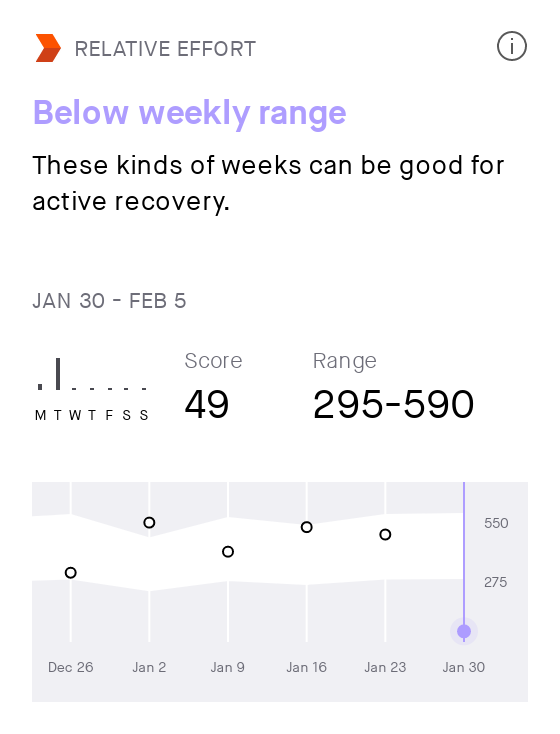 RELATIVE EFFORT
Below weekly range
These kinds of weeks can be good for
active recovery.
JAN 30 - FEB 5
Score
Range
49
295-590
M T W T F S S
550
275
Dec 26 Jan 2 Jan 9 Jan 16 Jan 23 Jan 30